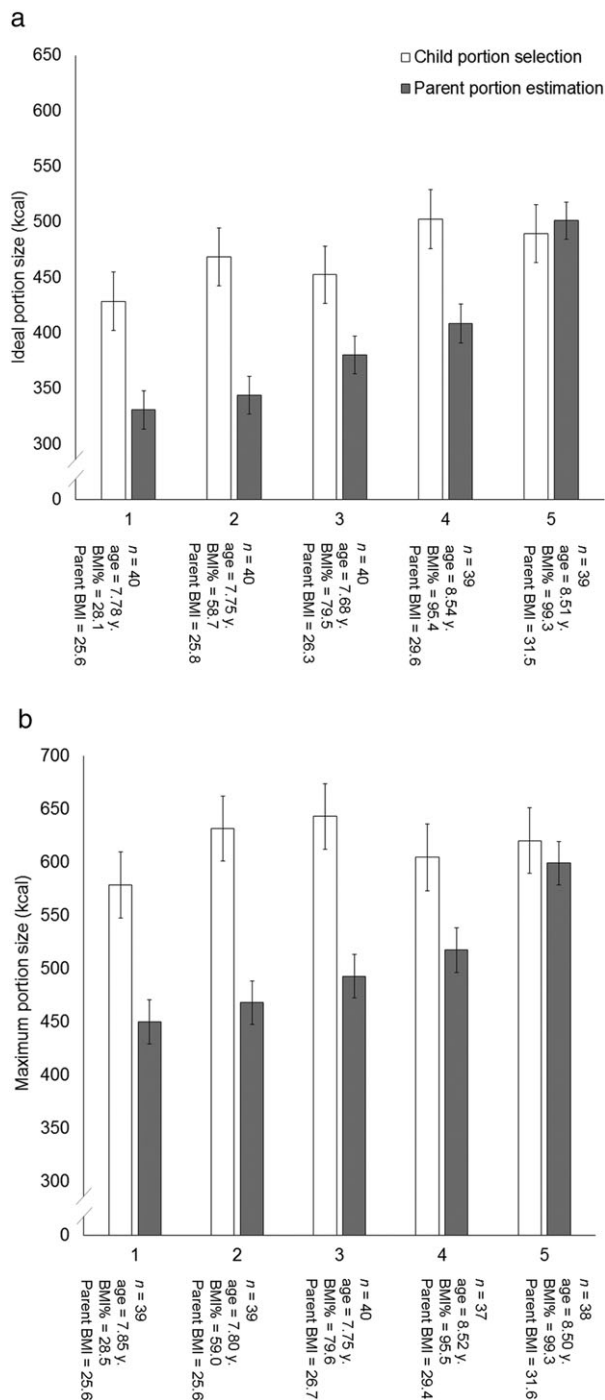 a
650
600
550
500
450
400
350
300
0
Ideal portion size (kcal)
Child portion selection
Parent portion estimation
1
2
3
4
5
n = 40
age = 7.78 y.
BMI% = 28.1
Parent BMI = 25.6
n = 40
age = 7.75 y.
BMI% = 58.7
Parent BMI = 25.8
n = 40
age = 7.68 y.
BMI% = 79.5
Parent BMI = 26.3
n = 39
age = 8.54 y.
BMI% = 95.4
Parent BMI = 29.6
n = 39
age = 8.51 y.
BMI% = 99.3
Parent BMI = 31.5
b
700
650
600
550
500
450
400
350
300
0
Maximum portion size (kcal)
1
2
3
4
5
n = 39
age = 7.85 y.
BMI% = 28.5
Parent BMI = 25.6
n = 39
age = 7.80 y.
BMI% = 59.0
Parent BMI = 25.6
n = 40
age = 7.75 y.
BMI% = 79.6
Parent BMI = 26.7
n = 37
age = 8.52 y.
BMI% = 95.5
Parent BMI = 29.4
n = 38
age = 8.50 y.
BMI% = 99.3
Parent BMI = 31.6